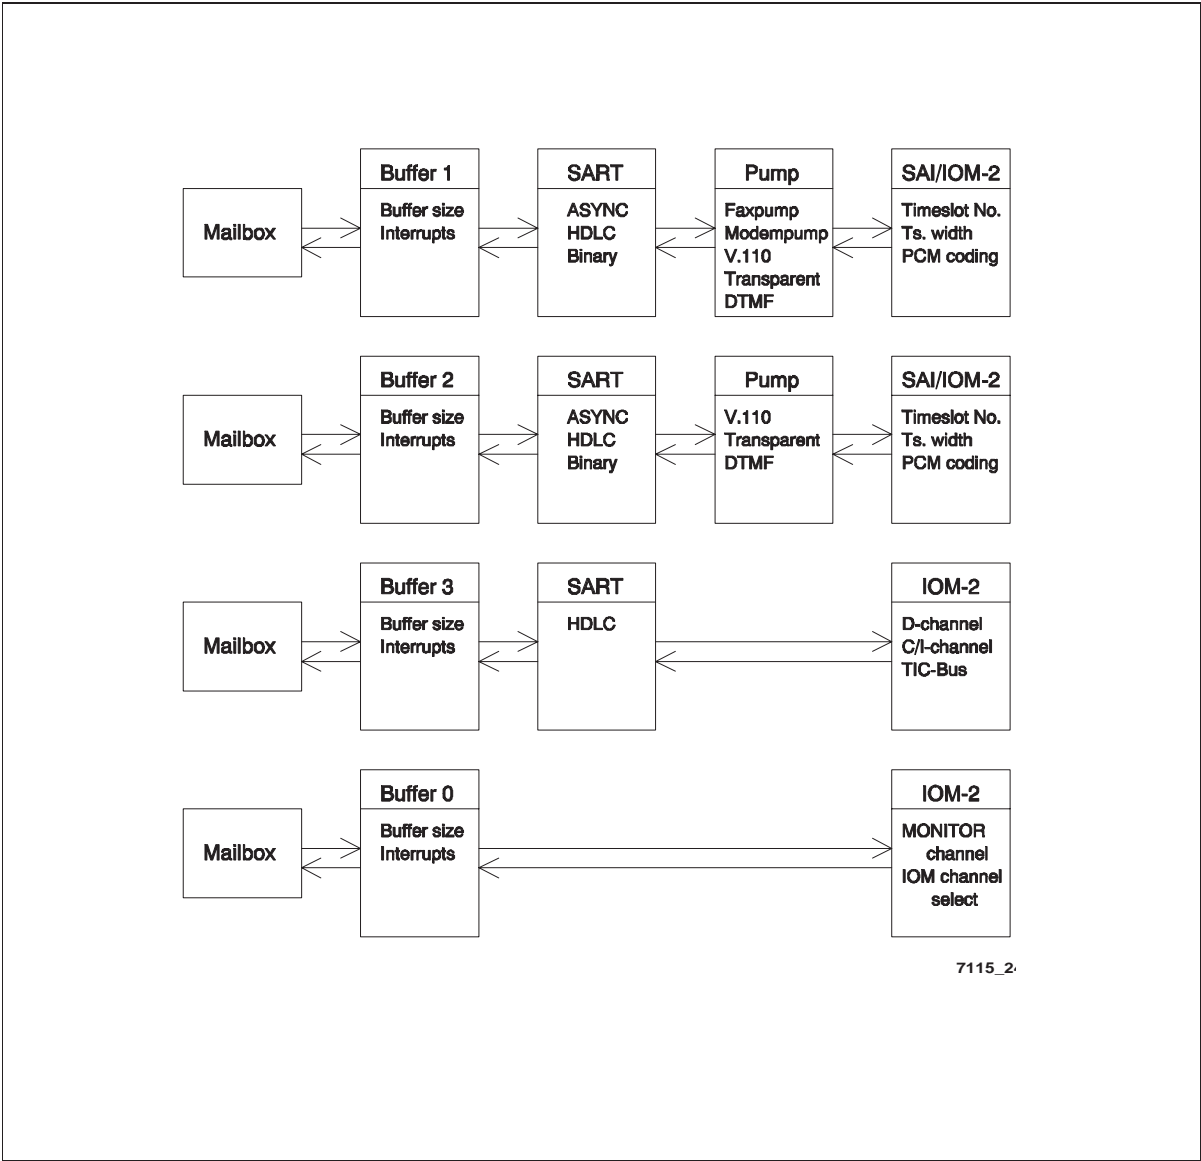 Buffer 1
SART
Pump
SAI/IOM-2
Mailbox
Buffer size
Interrupts
ASYNC
HDLC
Binary
Faxpump
Modempump
V.110
Transparent
DTMF
Timeslot No.
Ts. width
PCM coding
Buffer 2
SART
Pump
SAI/IOM-2
Mailbox
Buffer size
Interrupts
ASYNC
HDLC
Binary
V.110
Transparent
DTMF
Timeslot No.
Ts. width
PCM coding
Buffer 3
SART
IOM-2
Mailbox
Buffer size
Interrupts
HDLC
D-channel
C/I-channel
TIC-Bus
Buffer 0
IOM-2
Mailbox
Buffer size
Interrupts
MONITOR
channel
IOM channel
select
7115_24